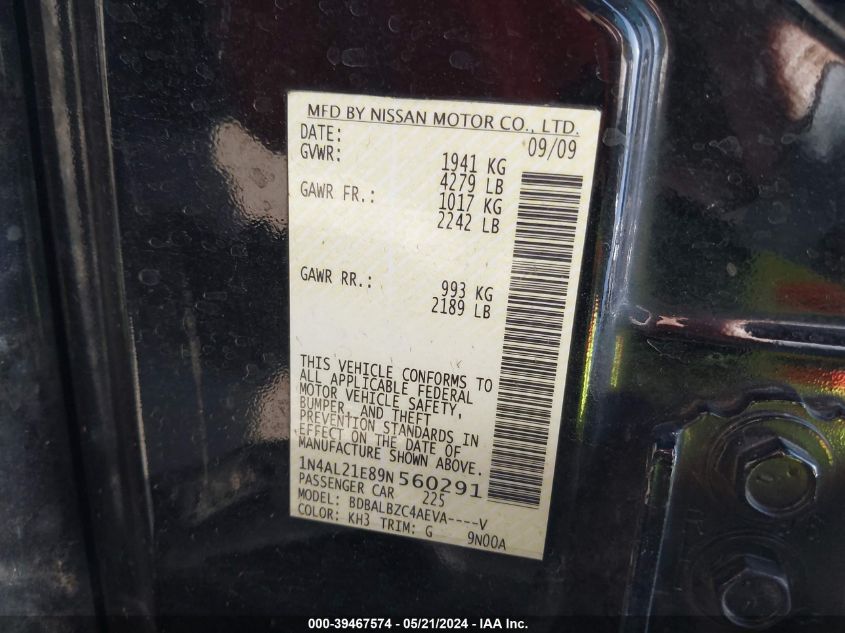 MFD BY NISSAN MOTOR CO., LTD.
DATE: 09/09
GVWR: 1941 KG
4279 LB
GAWR FR.: 1017 KG
2242 LB
GAWR RR.: 993 KG
2189 LB
THIS VEHICLE CONFORMS TO
ALL APPLICABLE FEDERAL
MOTOR VEHICLE SAFETY,
BUMPER, AND THEFT
PREVENTION STANDARDS IN
EFFECT ON THE DATE OF
MANUFACTURE SHOWN ABOVE.
1N4AL21E89N560291
PASSENGER CAR 225
MODEL: BDBALBZC4AEVA----V
COLOR: KH3 TRIM: G 9N00A
000-39467574 - 05/21/2024 - IAA Inc.